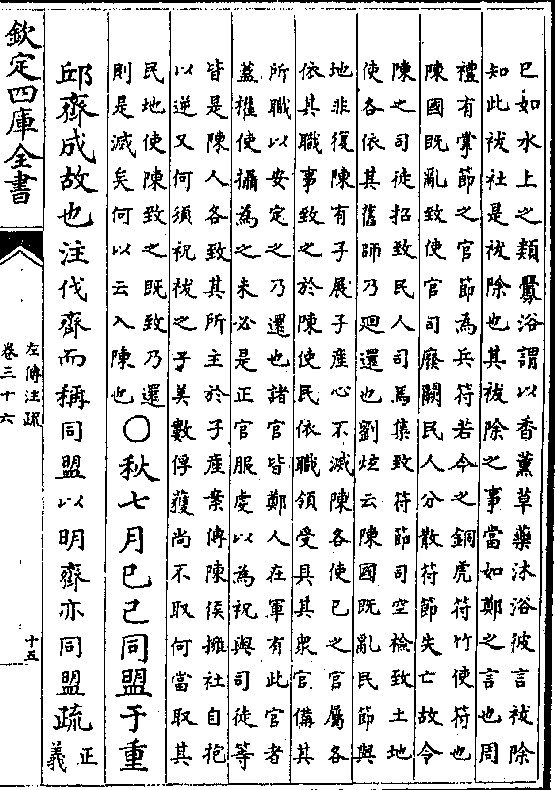 已如水上之類釁浴謂以香薰草藥沐浴彼言祓除
知此祓社是祓除也其祓除之事當如鄭之言也周
禮有掌節之官節為兵符若今之銅虎符竹使符也
陳國既亂致使官司廢闕民人分散符節失亡故令
陳之司徒招致民人司馬集致符節司空檢致土地
使各依其舊師乃迴還也劉炫云陳國既亂民節與
地非復陳有子展子產心不滅陳各使已之官屬各
依其職事致之於陳使民依職領受具其衆官備其
所職以安定之乃還也諸官皆鄭人在軍有此官者
蓋權使攝為之未必是正官服虔以為祝與司徒等
皆是陳人各致其所主於子產案傳陳侯擁社自抱
以逆又何須祝祓之子美數俘獲尚不取何當取其
民地使陳致之既致乃還
則是滅矣何以云入陳也
○秋七月巳己同盟于重
邱齊成故也注伐齊而稱同盟以明齊亦同盟疏正義
欽定四庫全書
左傳注疏
卷三十六
十五